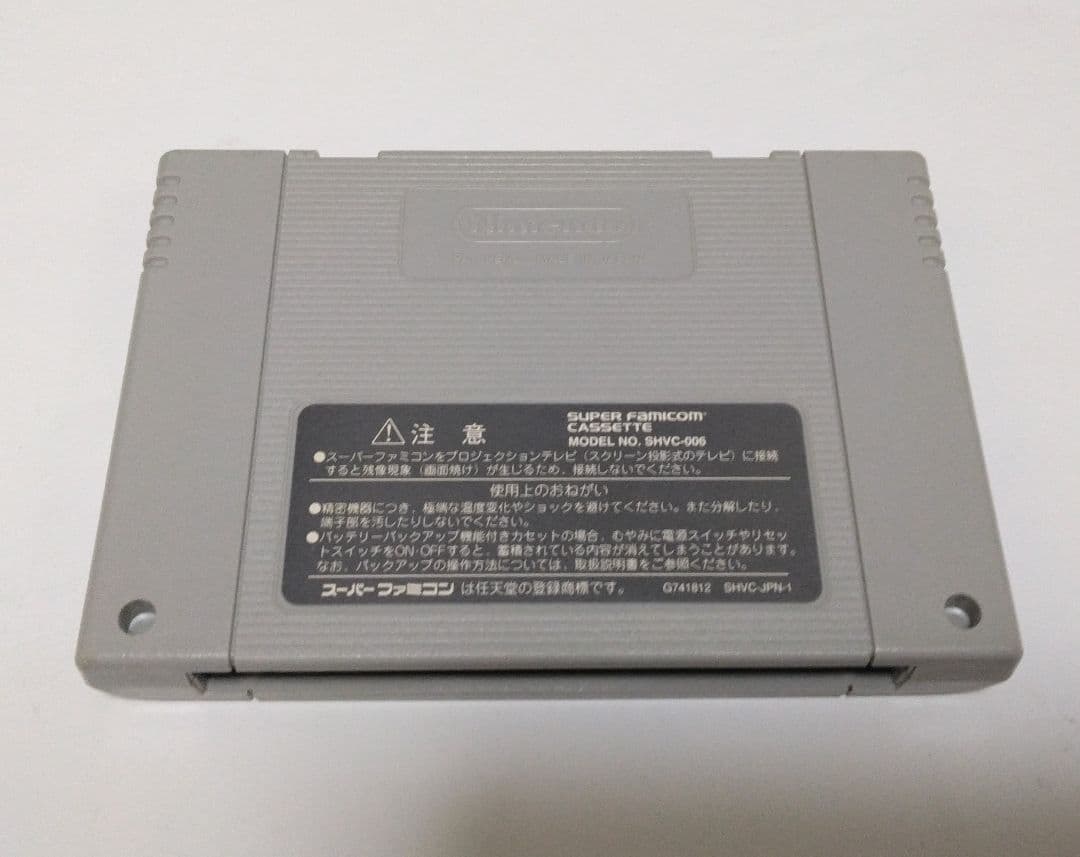 Nintendo
注意
SUPER Famicom
CASSETTE
MODEL NO. SHVC-006
●スーパーファミコンをプロジェクションテレビ（スクリーン投影式のテレビ）に接続
すると残像現象（画面焼け）が生じるため、接続しないでください。
使用上のおねがい
●精密機器につき、極端な温度変化やショックを避けてください。また分解したり、
端子部を汚したりしないでください。
●バッテリーバックアップ機能付きカセットの場合、むやみに電源スイッチやリセッ
トスイッチをON・OFFすると、蓄積されている内容が消えてしまうことがあります。
なお、バックアップの操作方法については、取扱説明書をご参照ください。
スーパーファミコンは任天堂の登録商標です。 G741812 SHVC-JPN-1